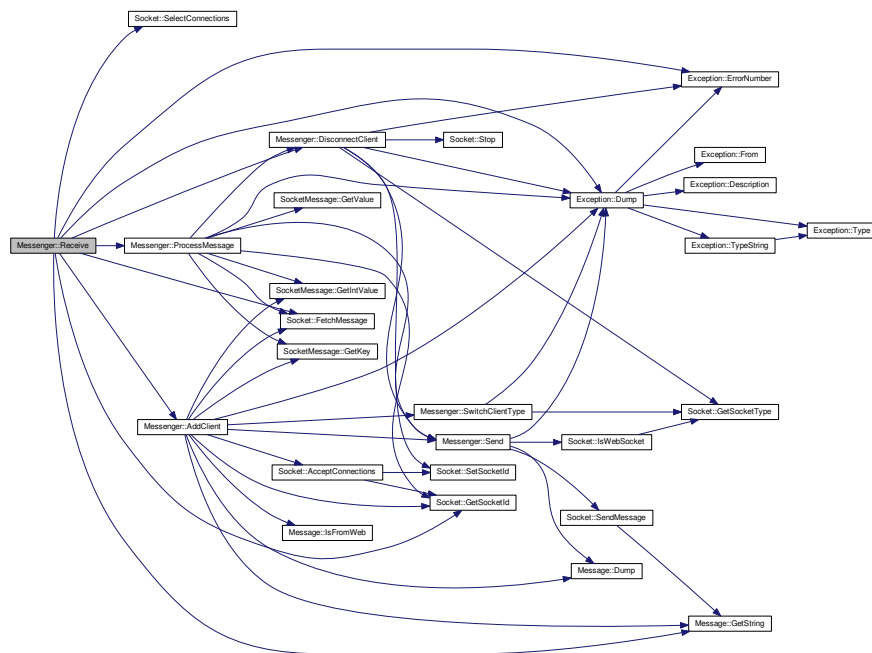 Socket::SelectConnections
Exception::ErrorNumber
Messenger::DisconnectClient
Socket::Stop
Exception::From
Exception::Description
SocketMessage::GetValue
Exception::Dump
Exception::Type
Messenger::Receive
Messenger::ProcessMessage
Exception::TypeString
SocketMessage::GetIntValue
Socket::FetchMessage
SocketMessage::GetKey
Messenger::SwitchClientType
Socket::GetSocketType
Messenger::AddClient
Messenger::Send
Socket::IsWebSocket
Socket::AcceptConnections
Socket::SetSocketId
Socket::GetSocketId
Socket::SendMessage
Message::IsFromWeb
Message::Dump
Message::GetString